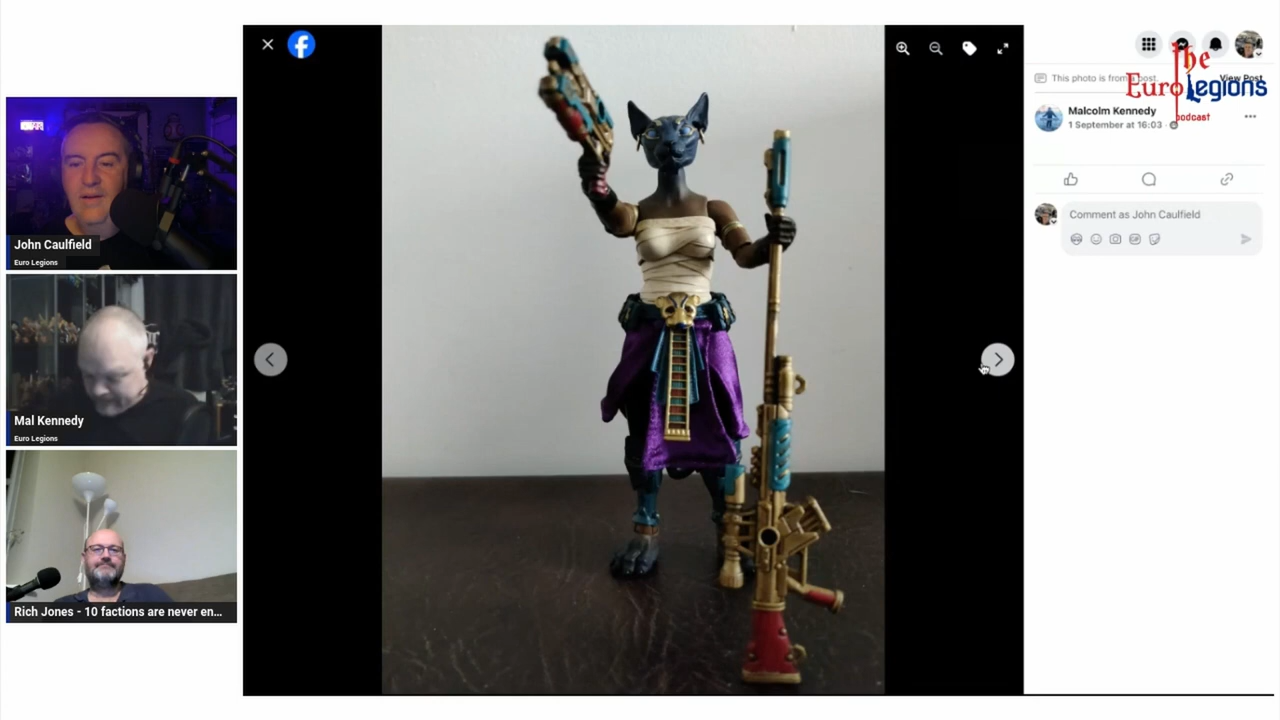 John Caulfield
Euro Legions
Mal Kennedy
Euro Legions
Rich Jones - 10 factions are never en...
This photo is from a post.
View Post
The
Euro Legions
podcast
Malcolm Kennedy
1 September at 16:03 ·
Comment as John Caulfield
GIF